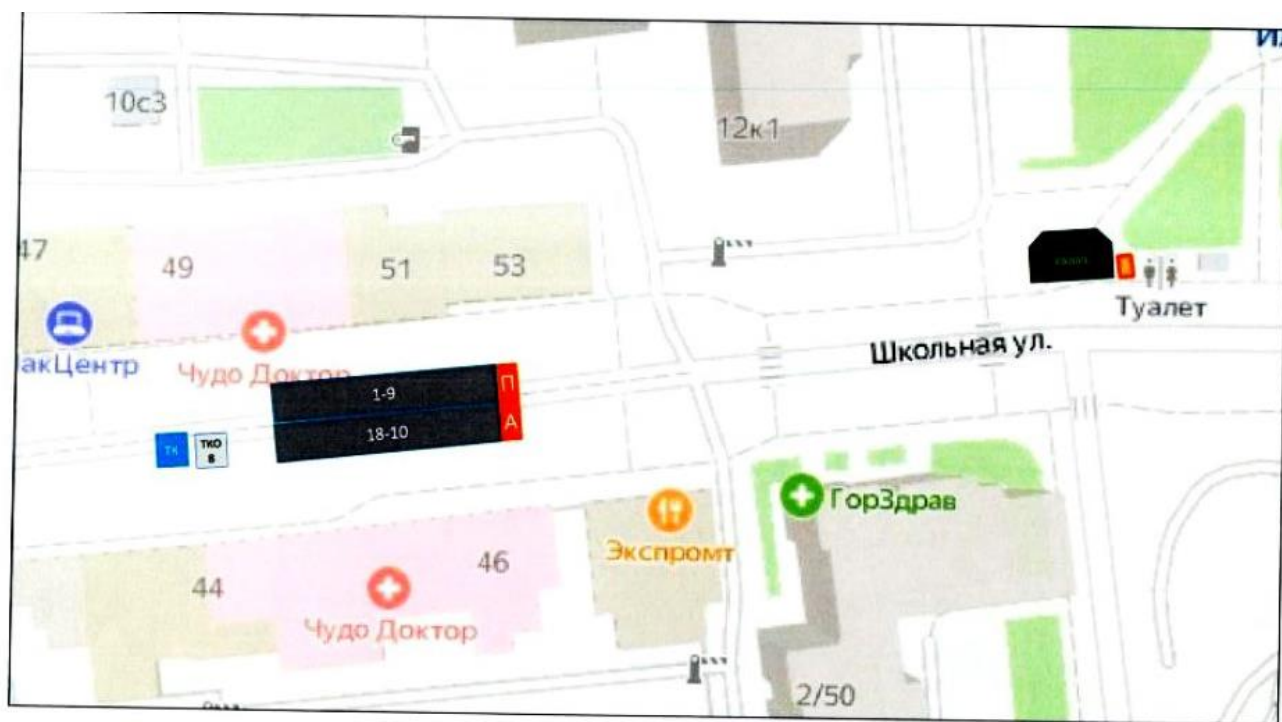 10с3
12к1
47
49
51
53
акЦентр
Чудо Доктор
Туалет
Школьная ул.
1-9
П
18-10
А
ТК
ТКО
8
ГорЗдрав
Экспромт
44
46
Чудо Доктор
2/50